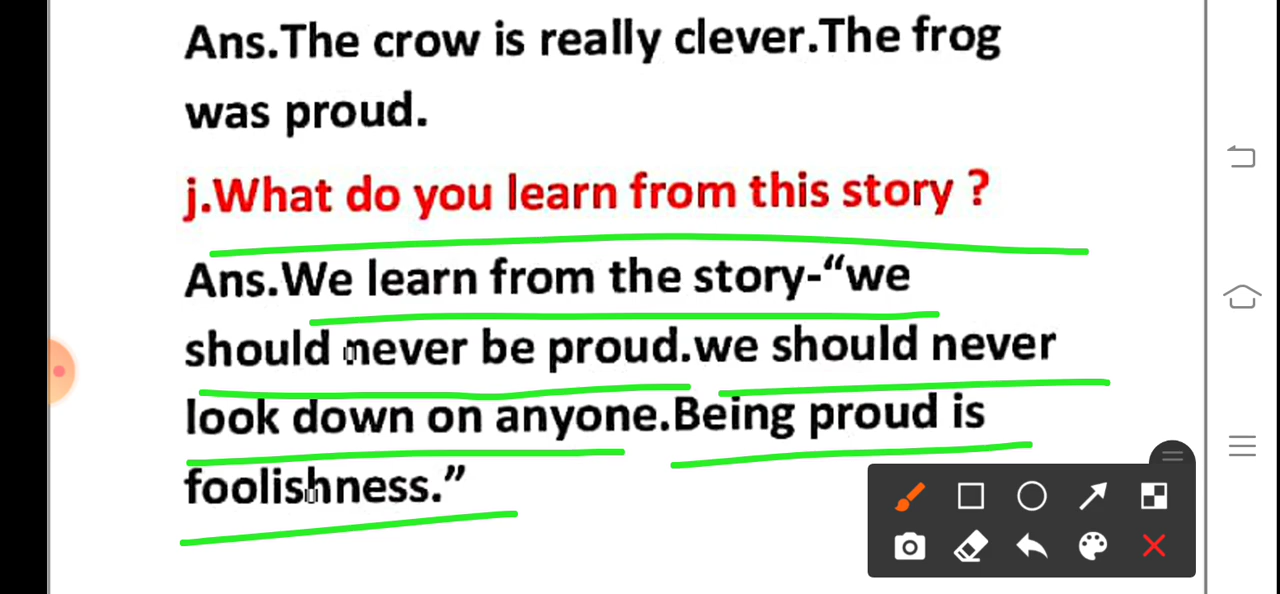 Ans.The crow is really clever.The frog
was proud.
j.What do you learn from this story ?
Ans.We learn from the story-“we
should never be proud.we should never
look down on anyone.Being proud is
foolishness.”